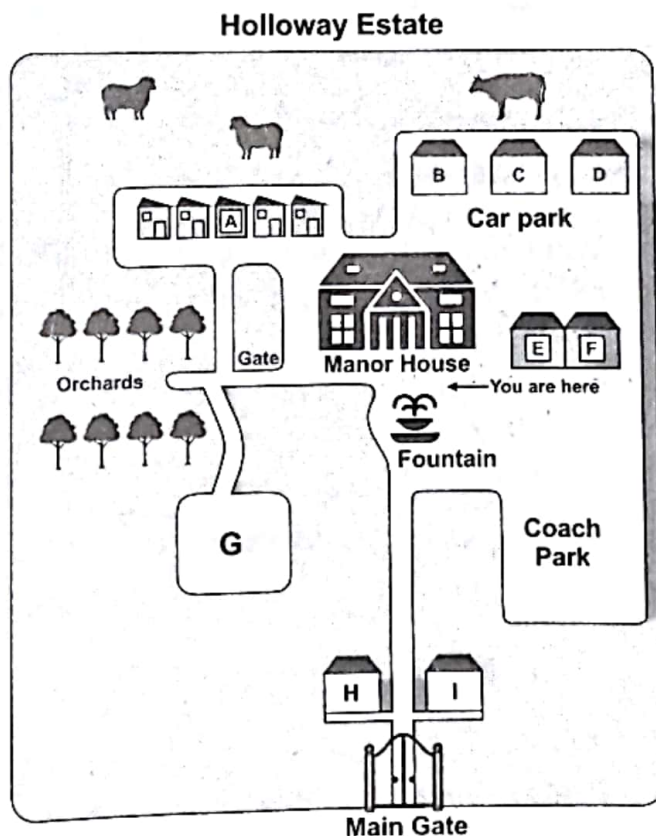 Holloway Estate
B
C
D
Car park
A
Gate
Manor House
E
F
Orchards
You are here
Fountain
G
Coach
Park
H
I
Main Gate